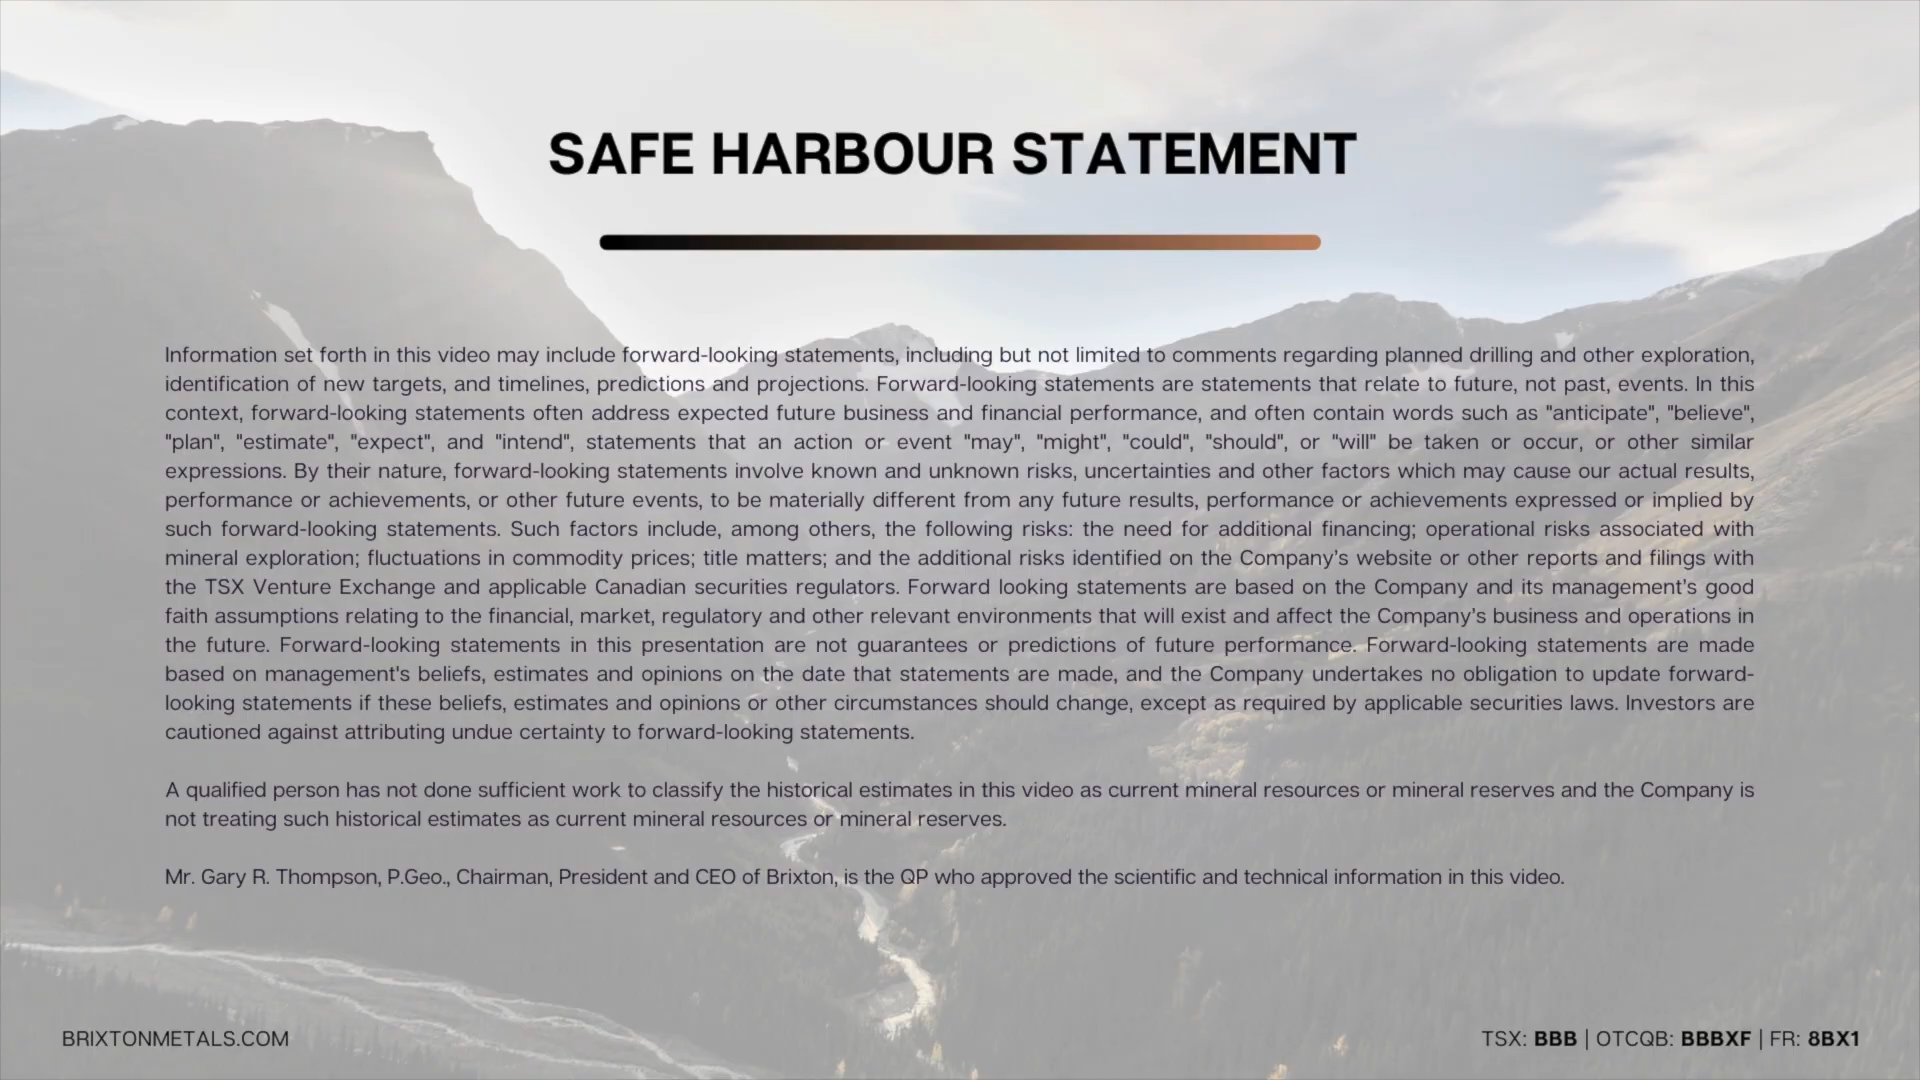 SAFE HARBOUR STATEMENT
Information set forth in this video may include forward-looking statements, including but not limited to comments regarding planned drilling and other exploration,
identification of new targets, and timelines, predictions and projections. Forward-looking statements are statements that relate to future, not past, events. In this
context, forward-looking statements often address expected future business and financial performance, and often contain words such as "anticipate", "believe",
"plan", "estimate", "expect", and "intend", statements that an action or event "may", "might", "could", "should", or "will" be taken or occur, or other similar
expressions. By their nature, forward-looking statements involve known and unknown risks, uncertainties and other factors which may cause our actual results,
performance or achievements, or other future events, to be materially different from any future results, performance or achievements expressed or implied by
such forward-looking statements. Such factors include, among others, the following risks: the need for additional financing; operational risks associated with
mineral exploration; fluctuations in commodity prices; title matters; and the additional risks identified on the Company's website or other reports and filings with
the TSX Venture Exchange and applicable Canadian securities regulators. Forward looking statements are based on the Company and its management's good
faith assumptions relating to the financial, market, regulatory and other relevant environments that will exist and affect the Company's business and operations in
the future. Forward-looking statements in this presentation are not guarantees or predictions of future performance. Forward-looking statements are made
based on management's beliefs, estimates and opinions on the date that statements are made, and the Company undertakes no obligation to update forward-
looking statements if these beliefs, estimates and opinions or other circumstances should change, except as required by applicable securities laws. Investors are
cautioned against attributing undue certainty to forward-looking statements.
A qualified person has not done sufficient work to classify the historical estimates in this video as current mineral resources or mineral reserves and the Company is
not treating such historical estimates as current mineral resources or mineral reserves.
Mr. Gary R. Thompson, P.Geo., Chairman, President and CEO of Brixton, is the QP who approved the scientific and technical information in this video.
BRIXTONMETALS.COM
TSX: BBB | OTCQB: BBBXF | FR: 8BX1